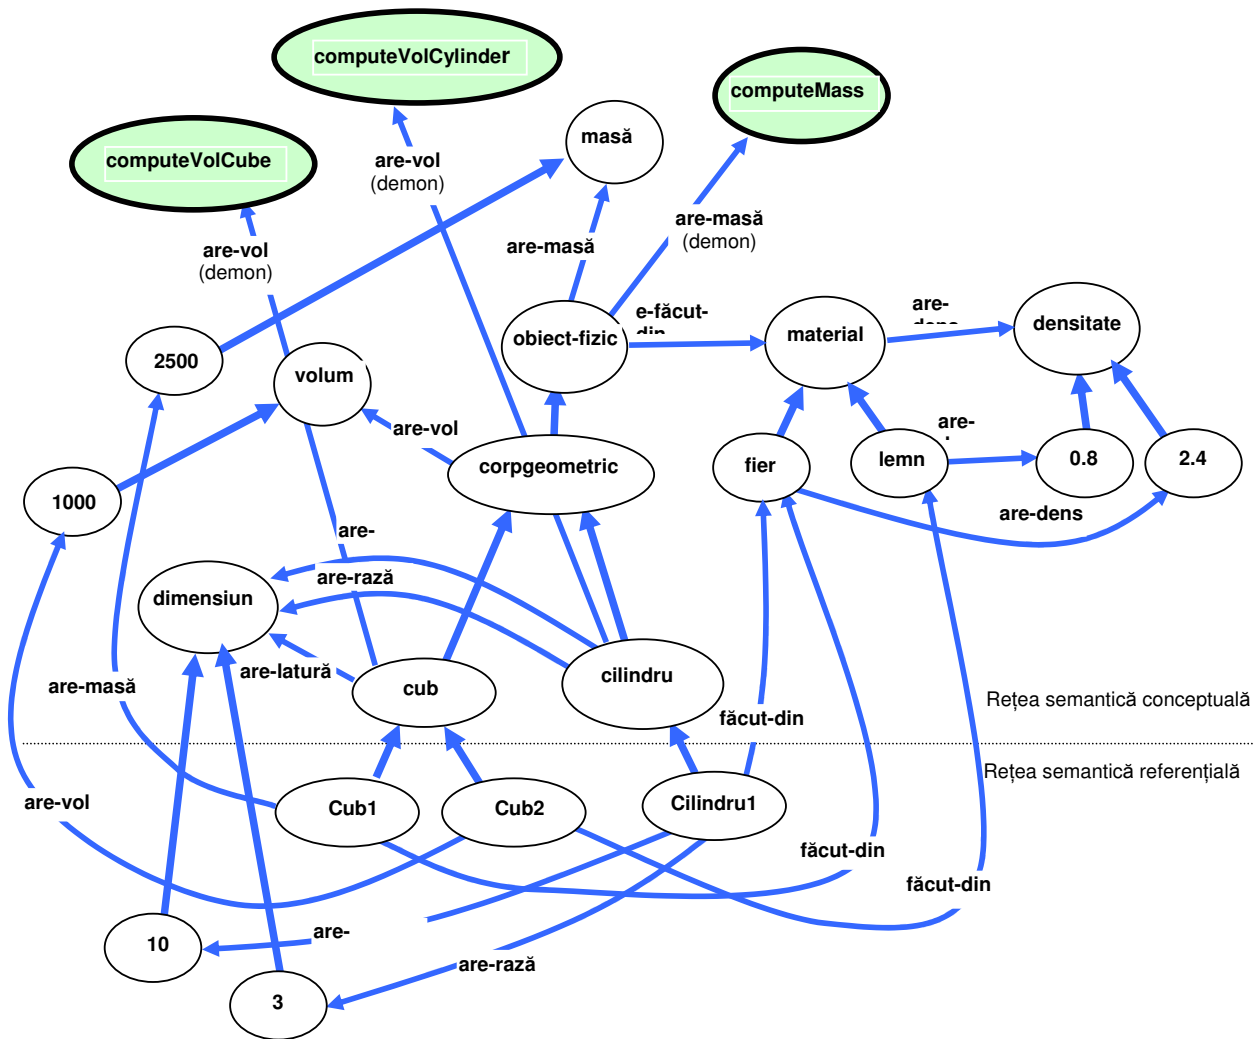 computeVolCylinder
computeMass
masă
computeVolCube
are-vol
(demon)
are-masă
(demon)
are-masă
are-vol
(demon)
e-făcut-
are-
densitate
material
obiect-fizic
2500
volum
are-vol
are-
corpgeometric
fier
lemn
0.8
2.4
1000
are-dens
are-
are-rază
dimensiun
are-latură
are-masă
cub
cilindru
făcut-din
Rețea semantică conceptuală
Rețea semantică referențială
are-vol
Cub1
Cub2
Cilindru1
făcut-din
făcut-din
10
are-
are-rază
3